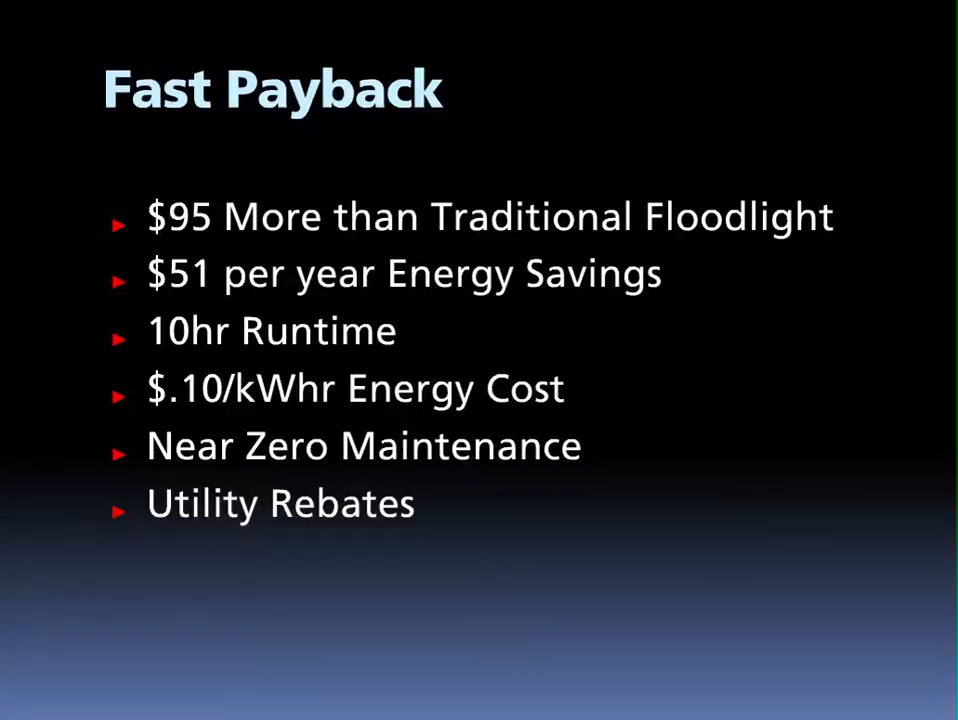 Fast Payback
$95 More than Traditional Floodlight
$51 per year Energy Savings
10hr Runtime
$.10/kWhr Energy Cost
Near Zero Maintenance
Utility Rebates